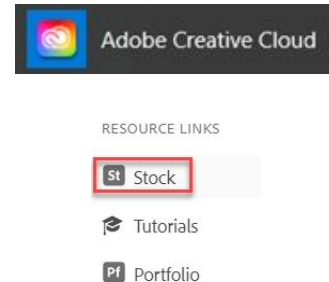 Adobe Creative Cloud
RESOURCE LINKS
St Stock
Tutorials
Pf Portfolio